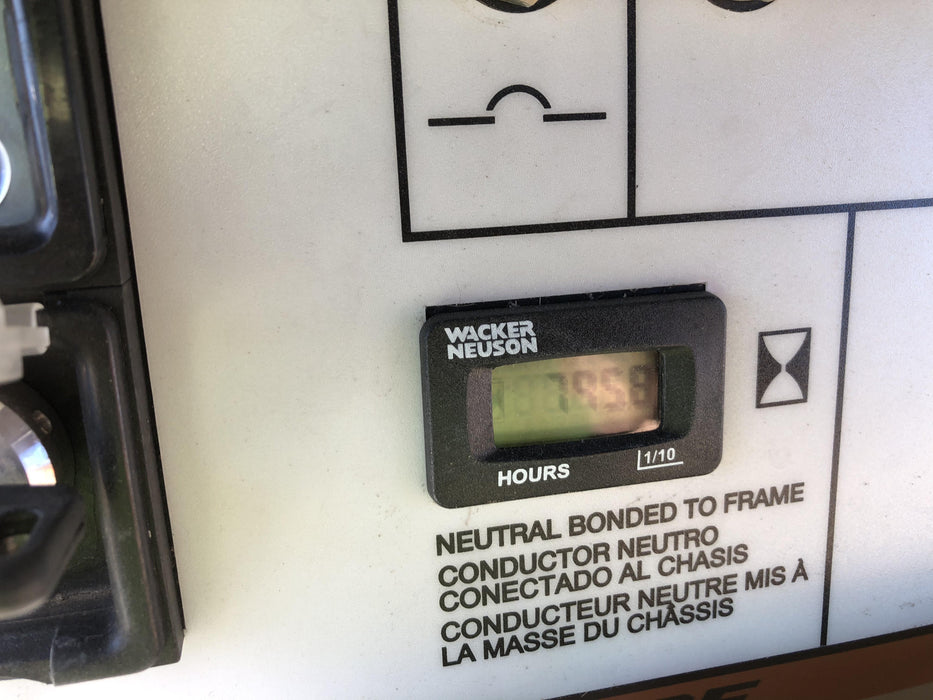 WACKER
NEUSON
HOURS
1/10
NEUTRAL BONDED TO FRAME
CONDUCTOR NEUTRO
CONECTADO AL CHASIS
CONDUCTEUR NEUTRE MIS À
LA MASSE DU CHÂSSIS